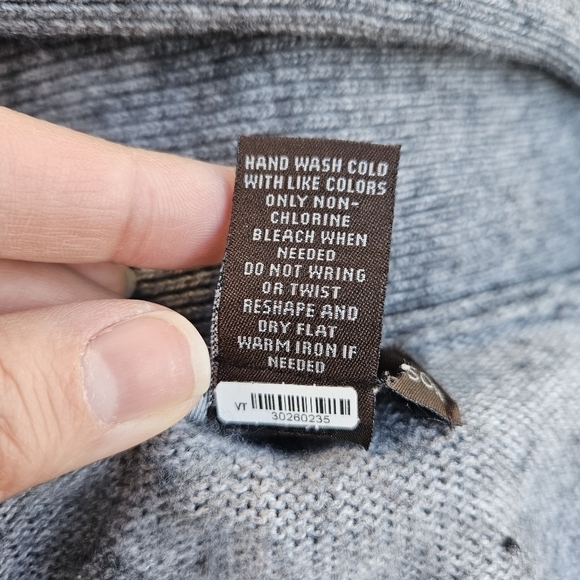 HAND WASH COLD
WITH LIKE COLORS
ONLY NON-
CHLORINE
BLEACH WHEN
NEEDED
DO NOT WRING
OR TWIST
RESHAPE AND
DRY FLAT
WARM IRON IF
NEEDED
VT
30260235